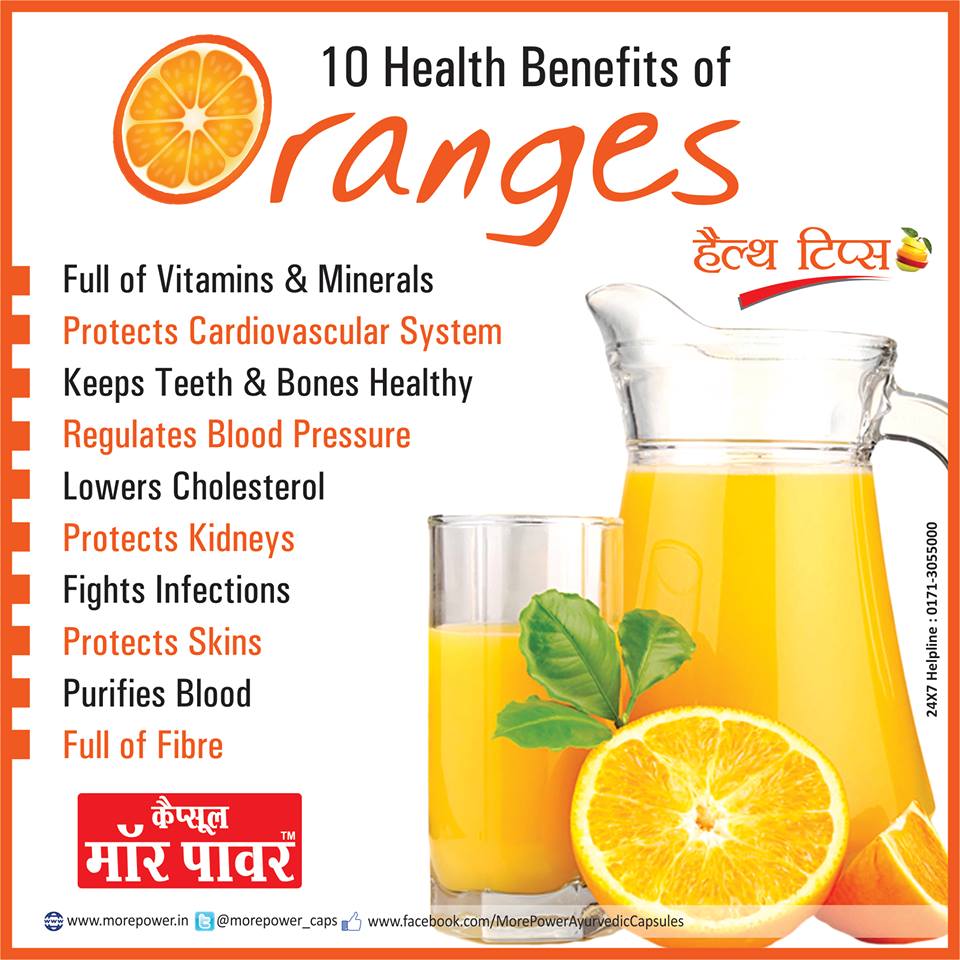 10 Health Benefits of
Oranges
हैल्थ टिप्स
Full of Vitamins & Minerals
Protects Cardiovascular System
Keeps Teeth & Bones Healthy
Regulates Blood Pressure
Lowers Cholesterol
Protects Kidneys
Fights Infections
Protects Skins
Purifies Blood
Full of Fibre
24X7 Helpline : 0171-3055000
कैप्सूल
मॉर पावर TM
www.morepower.in @morepower_caps www.facebook.com/MorePowerAyurvedicCapsules